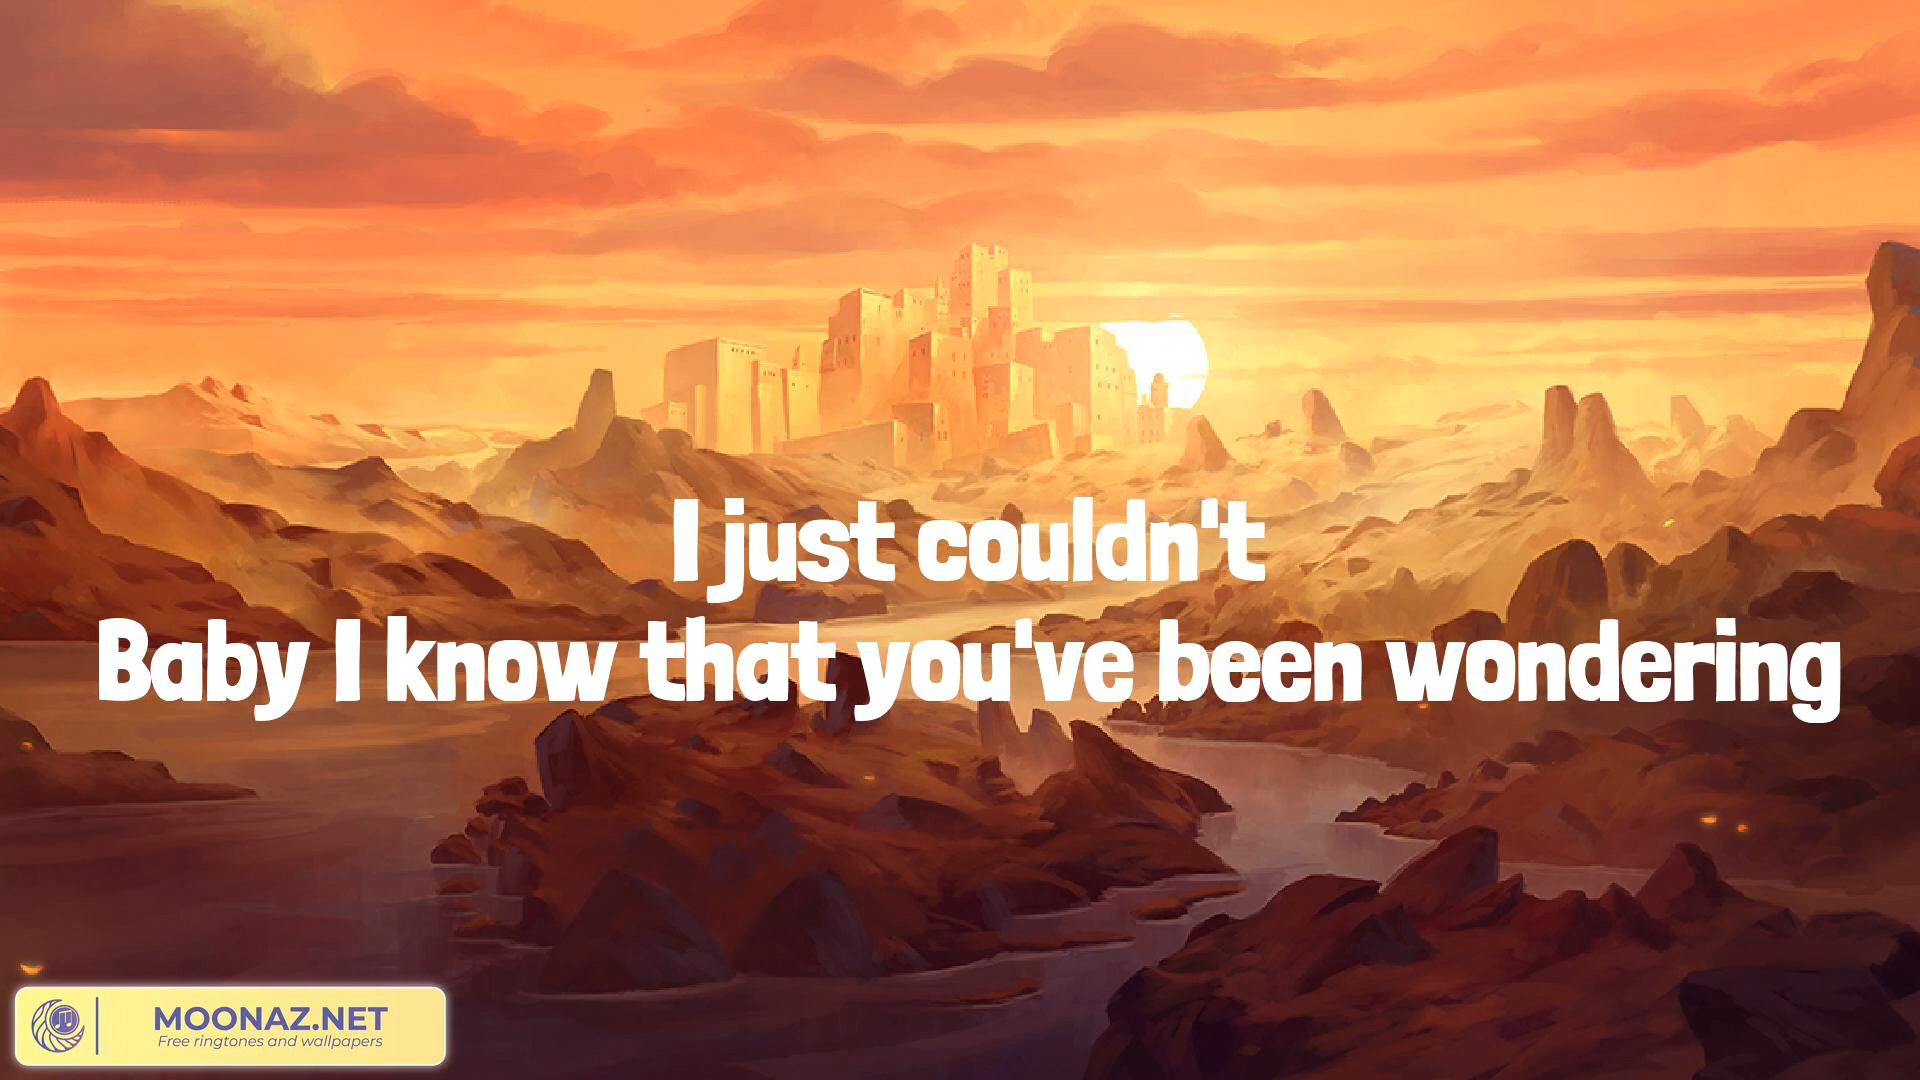 I just couldn't
Baby I know that you've been wondering
MOONAZ.NET
Free ringtones and wallpapers